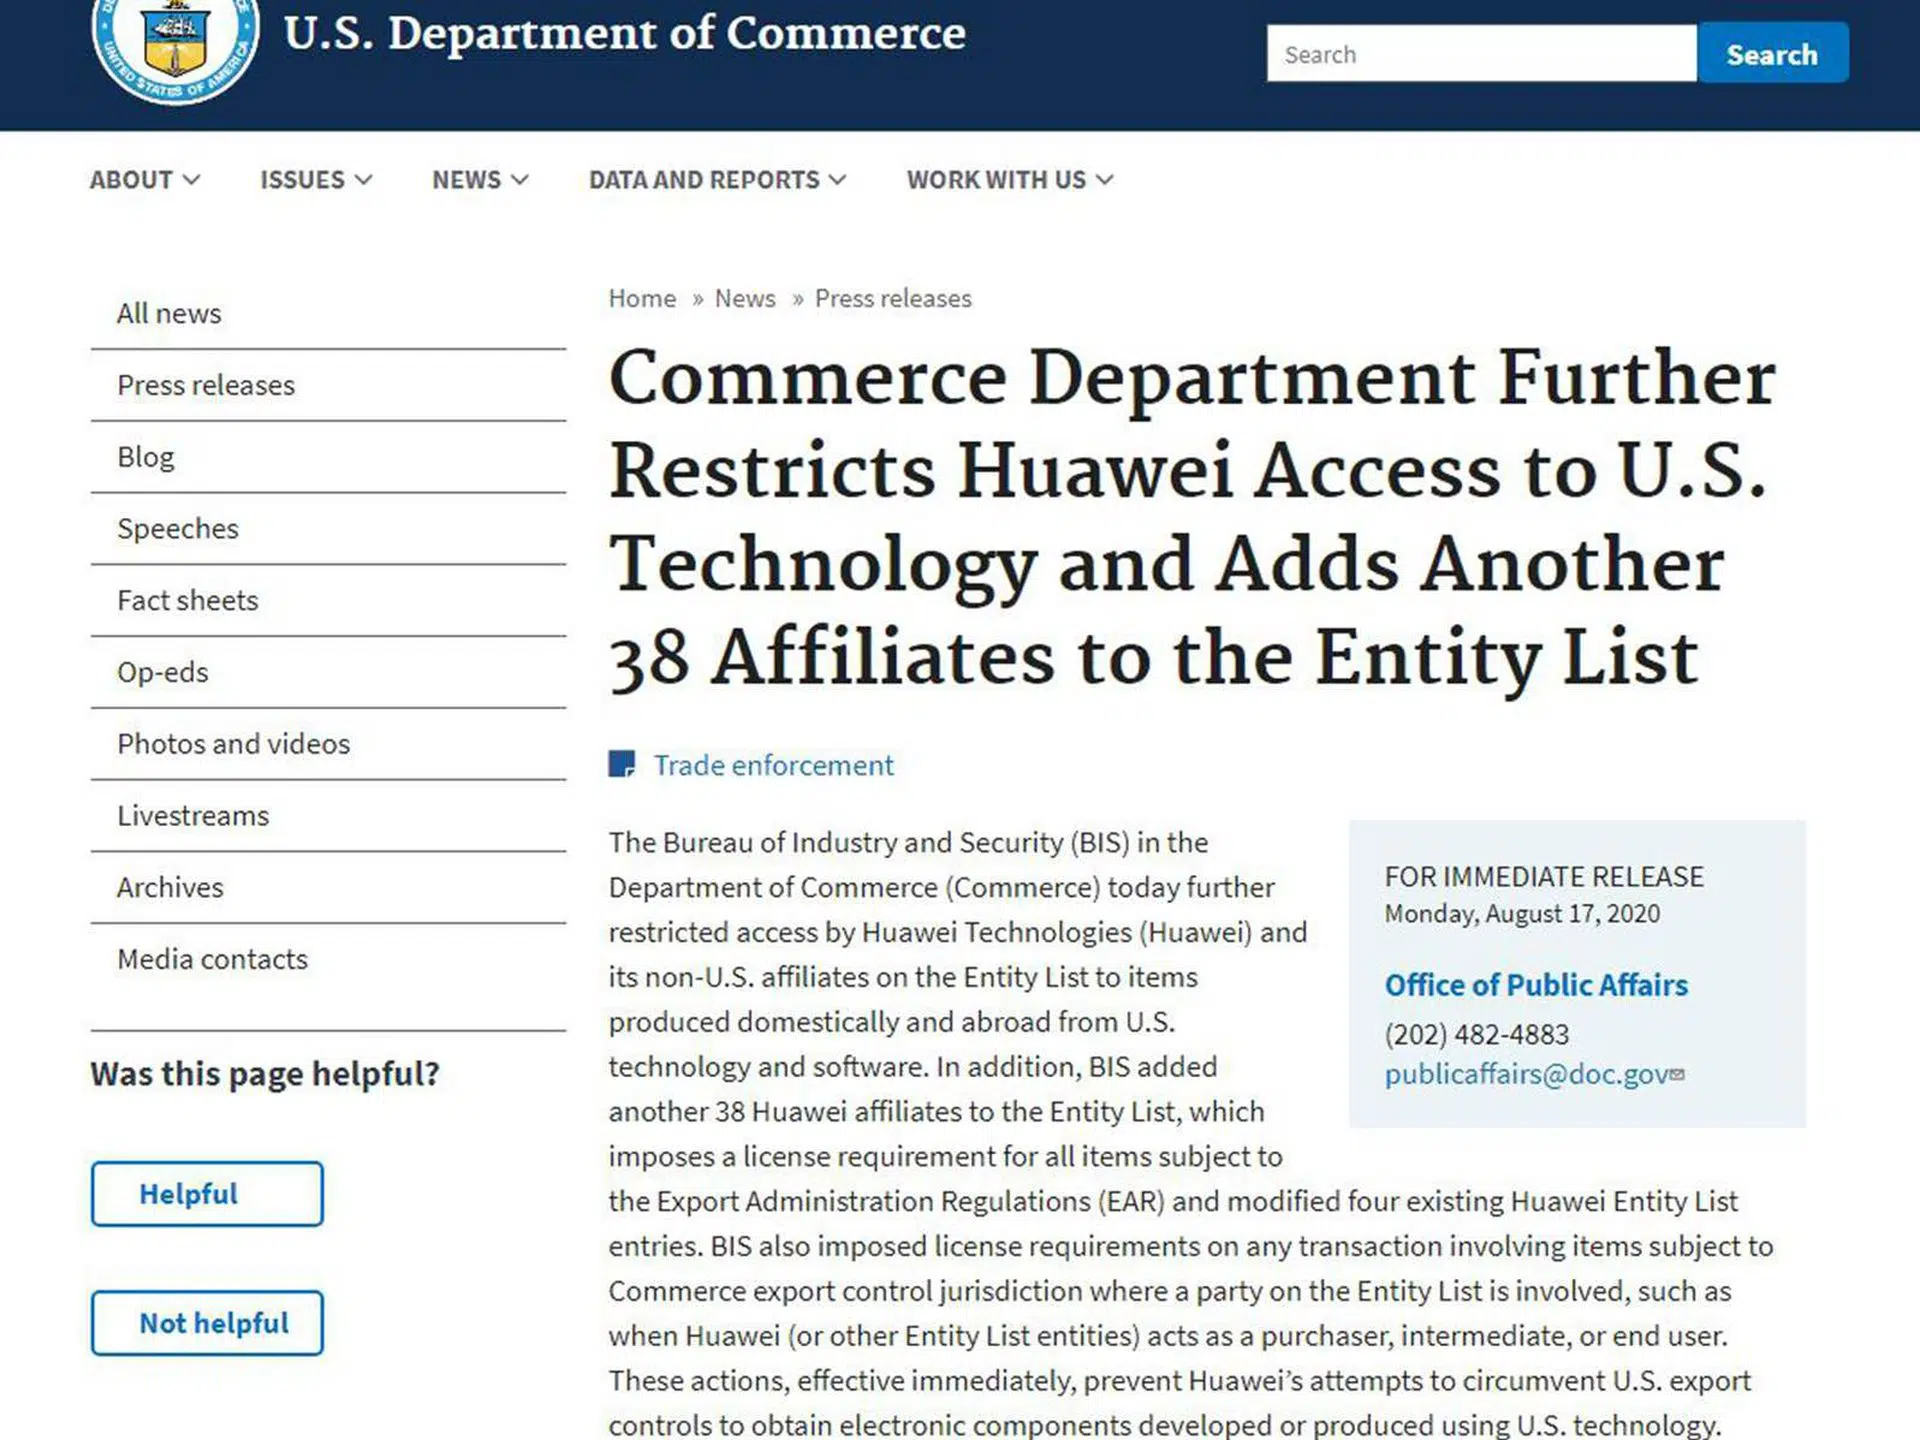 UNITED STATES OF AMERICA
U.S. Department of Commerce
Search
Search
ABOUT
ISSUES
NEWS
DATA AND REPORTS
WORK WITH US
All news
Press releases
Blog
Speeches
Fact sheets
Op-eds
Photos and videos
Livestreams
Archives
Media contacts
Was this page helpful?
Helpful
Not helpful
Home » News » Press releases
Commerce Department Further
Restricts Huawei Access to U.S.
Technology and Adds Another
38 Affiliates to the Entity List
Trade enforcement
FOR IMMEDIATE RELEASE
Monday, August 17, 2020
Office of Public Affairs
(202) 482-4883
publicaffairs@doc.gov
The Bureau of Industry and Security (BIS) in the
Department of Commerce (Commerce) today further
restricted access by Huawei Technologies (Huawei) and
its non-U.S. affiliates on the Entity List to items
produced domestically and abroad from U.S.
technology and software. In addition, BIS added
another 38 Huawei affiliates to the Entity List, which
imposes a license requirement for all items subject to
the Export Administration Regulations (EAR) and modified four existing Huawei Entity List
entries. BIS also imposed license requirements on any transaction involving items subject to
Commerce export control jurisdiction where a party on the Entity List is involved, such as
when Huawei (or other Entity List entities) acts as a purchaser, intermediate, or end user.
These actions, effective immediately, prevent Huawei’s attempts to circumvent U.S. export
controls to obtain electronic components developed or produced using U.S. technology.